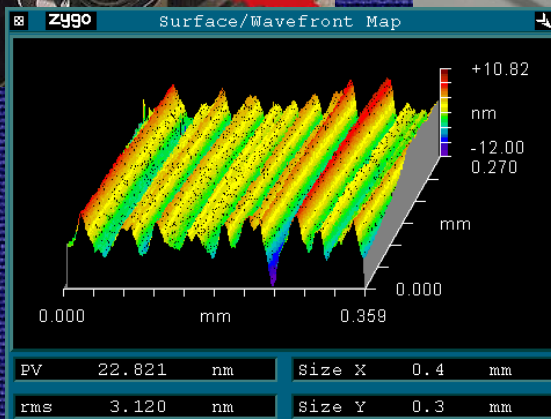 zygo Surface/Wavefront Map
+10.82
nm
-12.00
0.270
mm
0.000
0.000 mm 0.359
PV 22.821 nm Size X 0.4 mm
rms 3.120 nm Size Y 0.3 mm